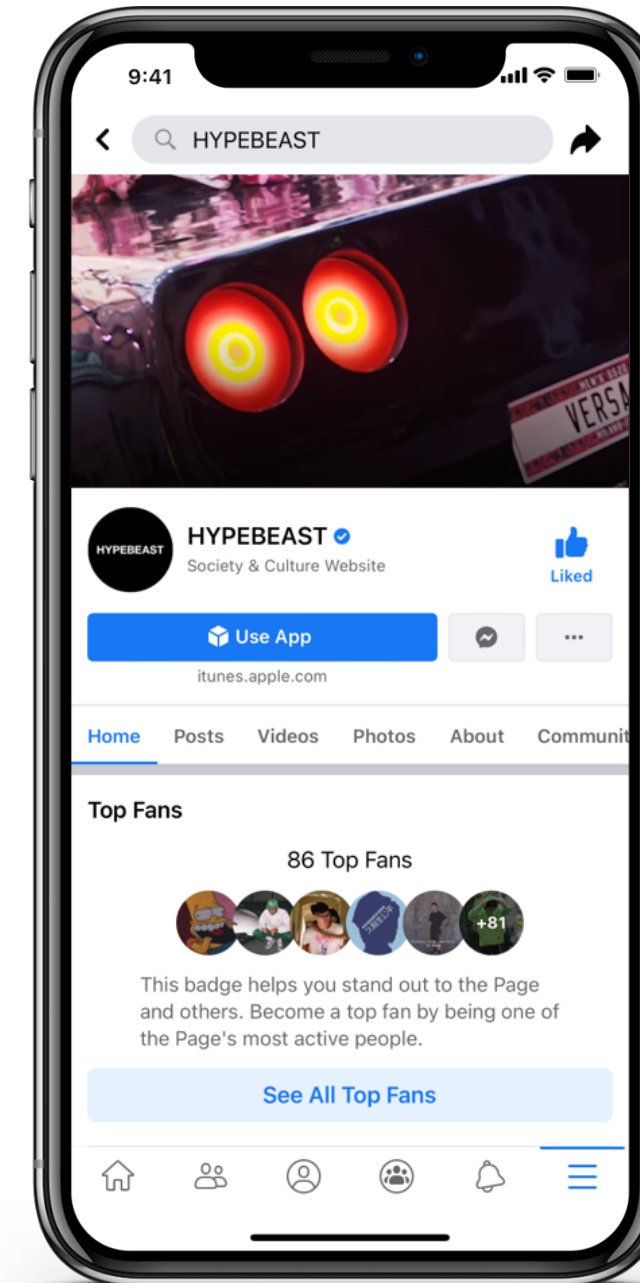 9:41
HYPEBEAST
VERSA
HYPEBEAST
HYPEBEAST
Society & Culture Website
Liked
Use App
itunes.apple.com
Home Posts Videos Photos About Communit
Top Fans
86 Top Fans
+81
This badge helps you stand out to the Page
and others. Become a top fan by being one of
the Page's most active people.
See All Top Fans